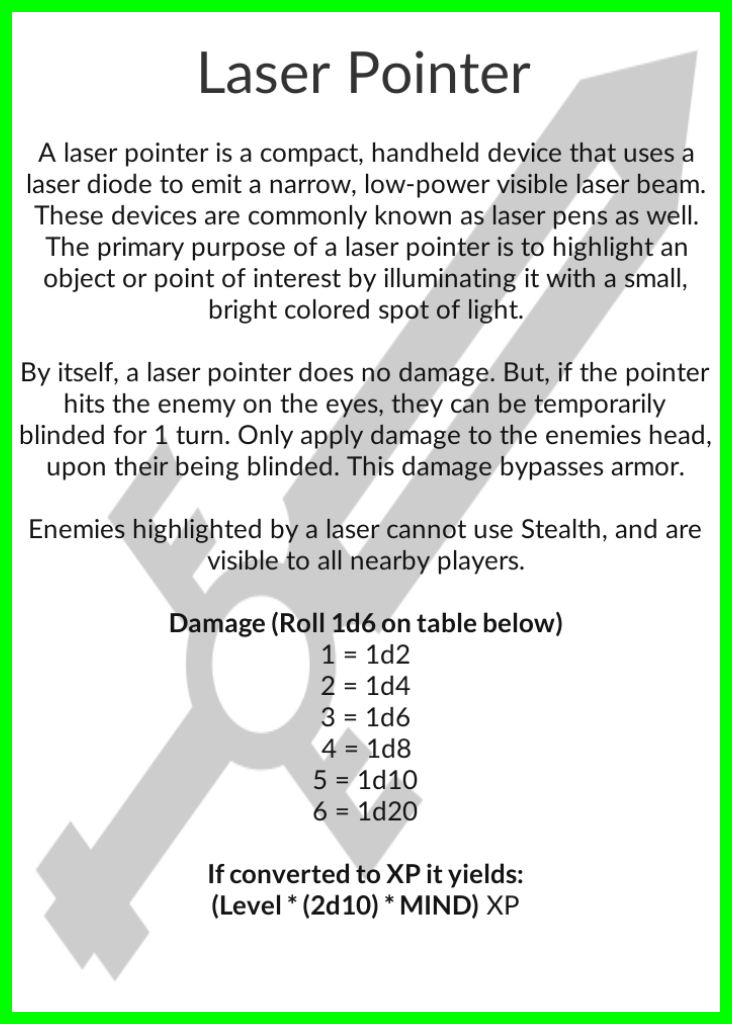 Laser Pointer
A laser pointer is a compact, handheld device that uses a
laser diode to emit a narrow, low-power visible laser beam.
These devices are commonly known as laser pens as well.
The primary purpose of a laser pointer is to highlight an
object or point of interest by illuminating it with a small,
bright colored spot of light.
By itself, a laser pointer does no damage. But, if the pointer
hits the enemy on the eyes, they can be temporarily
blinded for 1 turn. Only apply damage to the enemies head,
upon their being blinded. This damage bypasses armor.
Enemies highlighted by a laser cannot use Stealth, and are
visible to all nearby players.
Damage (Roll 1d6 on table below)
1 = 1d2
2 = 1d4
3 = 1d6
4 = 1d8
5 = 1d10
6 = 1d20
If converted to XP it yields:
(Level * (2d10) * MIND) XP